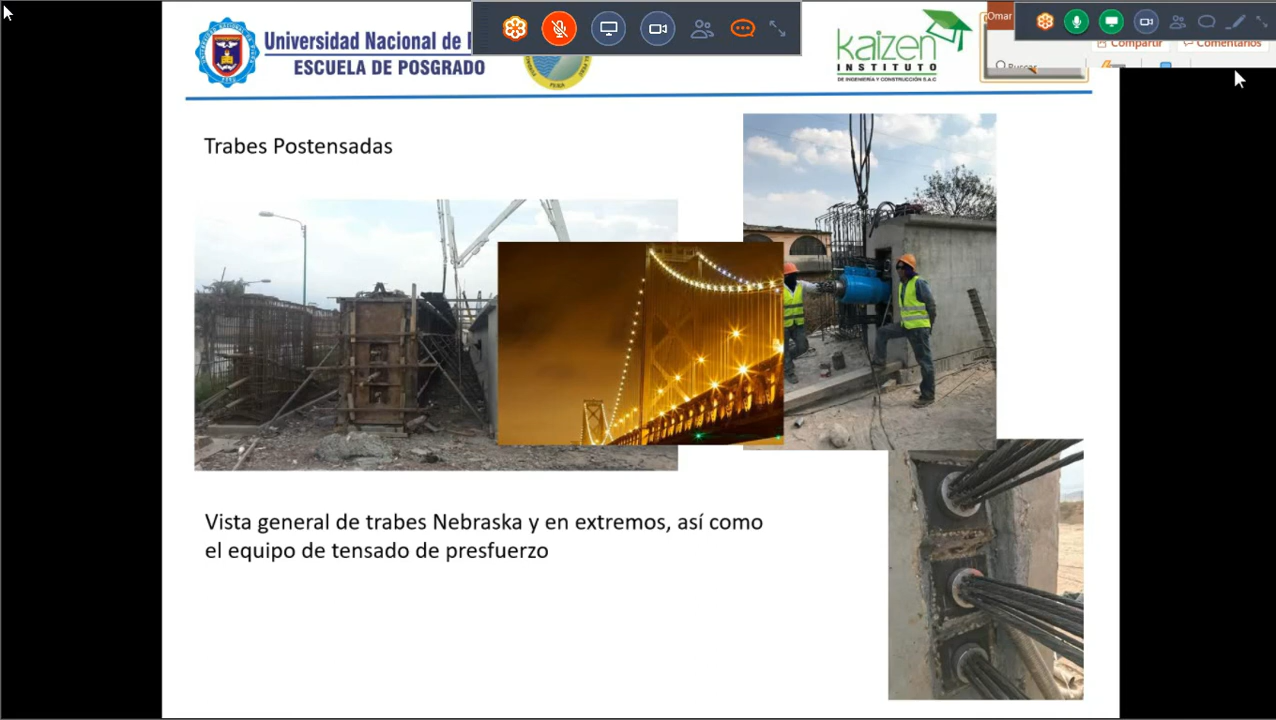 Universidad Nacional de
ESCUELA DE POSGRADO
kaizen
INSTITUTO
DE INGENIERÍA Y CONSTRUCCIÓN S.A.C
Omar
Compartir
Comentarios
Buscar
Trabes Postensadas
Vista general de trabes Nebraska y en extremos, así como
el equipo de tensado de presfuerzo